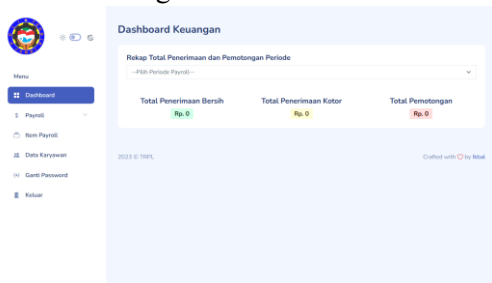 Dashboard Keuangan
Rekap Total Penerimaan dan Pemotongan Periode
--Pilih Periode Payroll--
Menu
Dashboard
Payroll
Item Payroll
Data Karyawan
Ganti Password
Keluar
Total Penerimaan Bersih Total Penerimaan Kotor Total Pemotongan
Rp. 0 Rp. 0 Rp. 0
2023 © TRPL Crafted with by